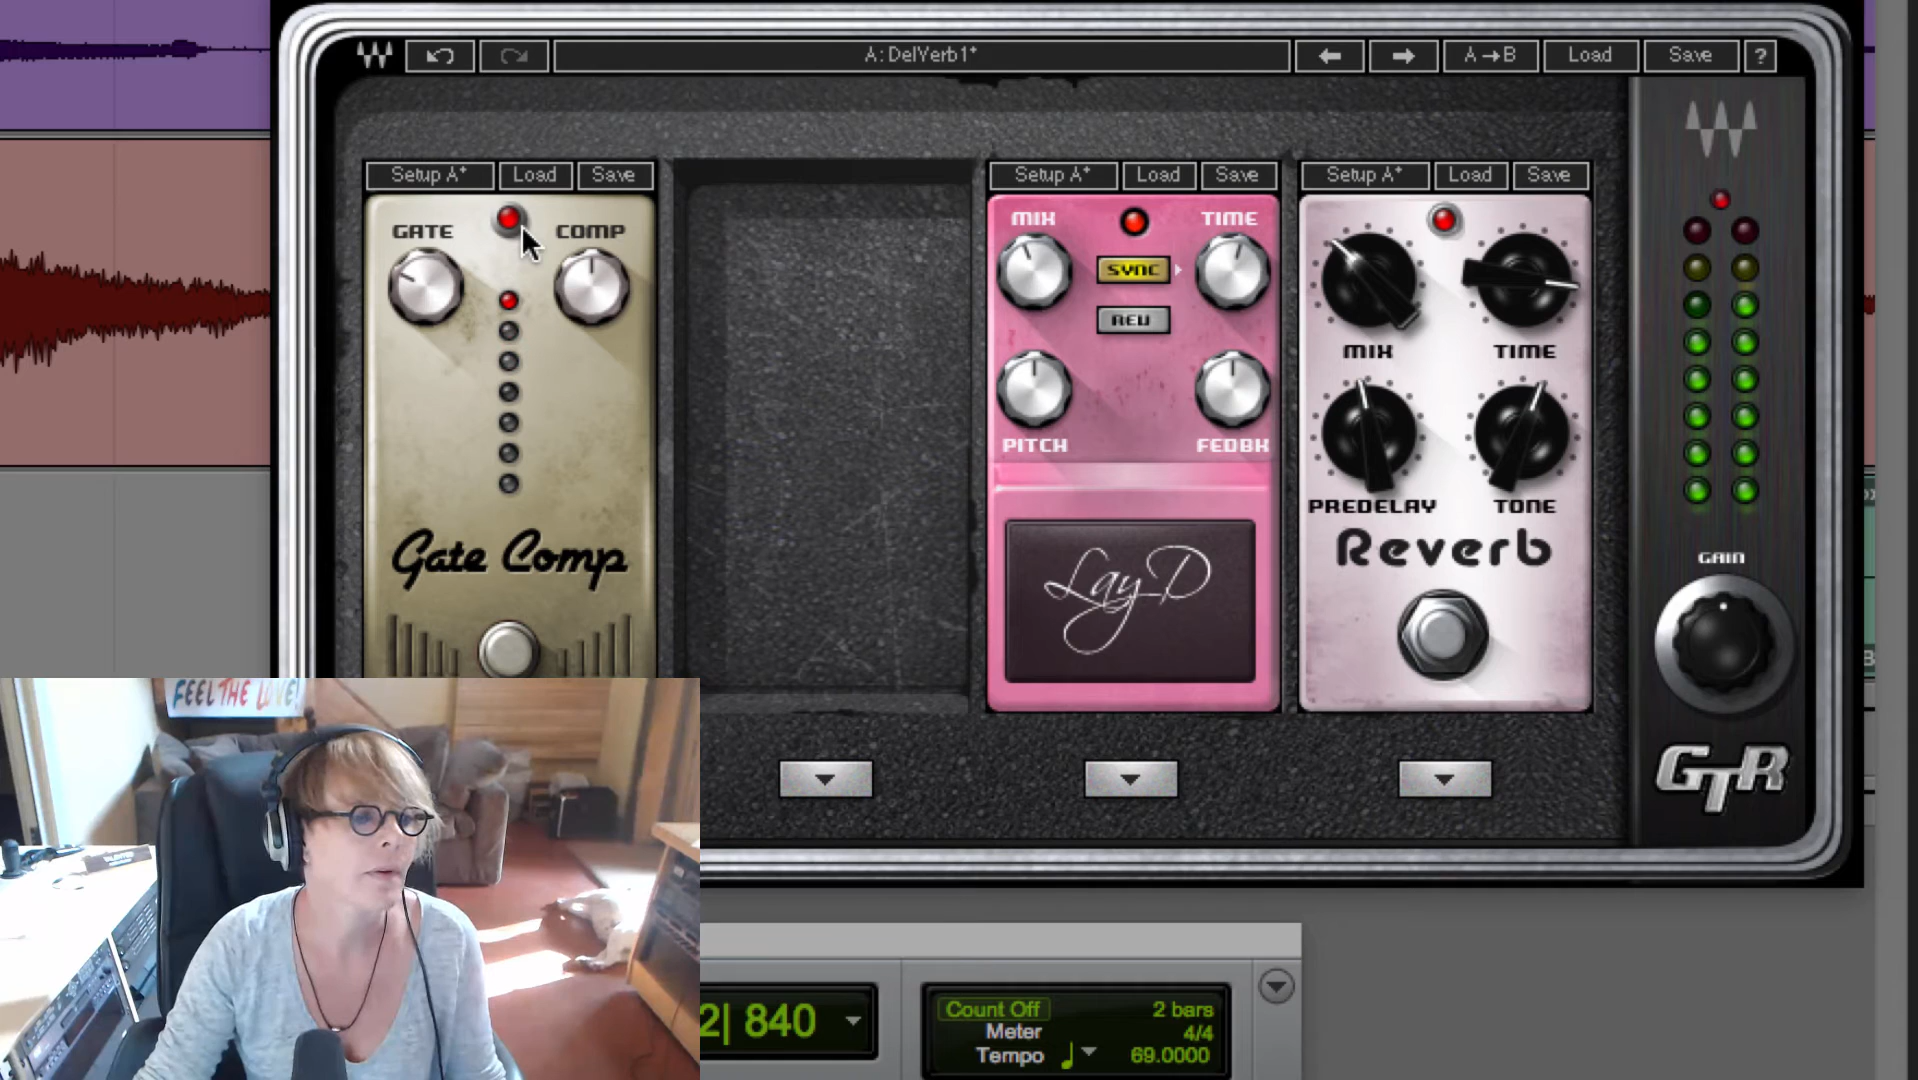 A:DelVerb1*
A→B
Load
Save
?
Setup A*
Load
Save
Setup A*
Load
Save
Setup A*
Load
Save
GATE
COMP
MIX
TIME
SYNC
REV
PITCH
FEDBK
MIX
TIME
PREDELAY
TONE
Gate Comp
LayD
Reverb
GAIN
GTR
FEEL THE LOVE!
2| 840
Count Off
2 bars
Meter
4/4
Tempo
69.0000